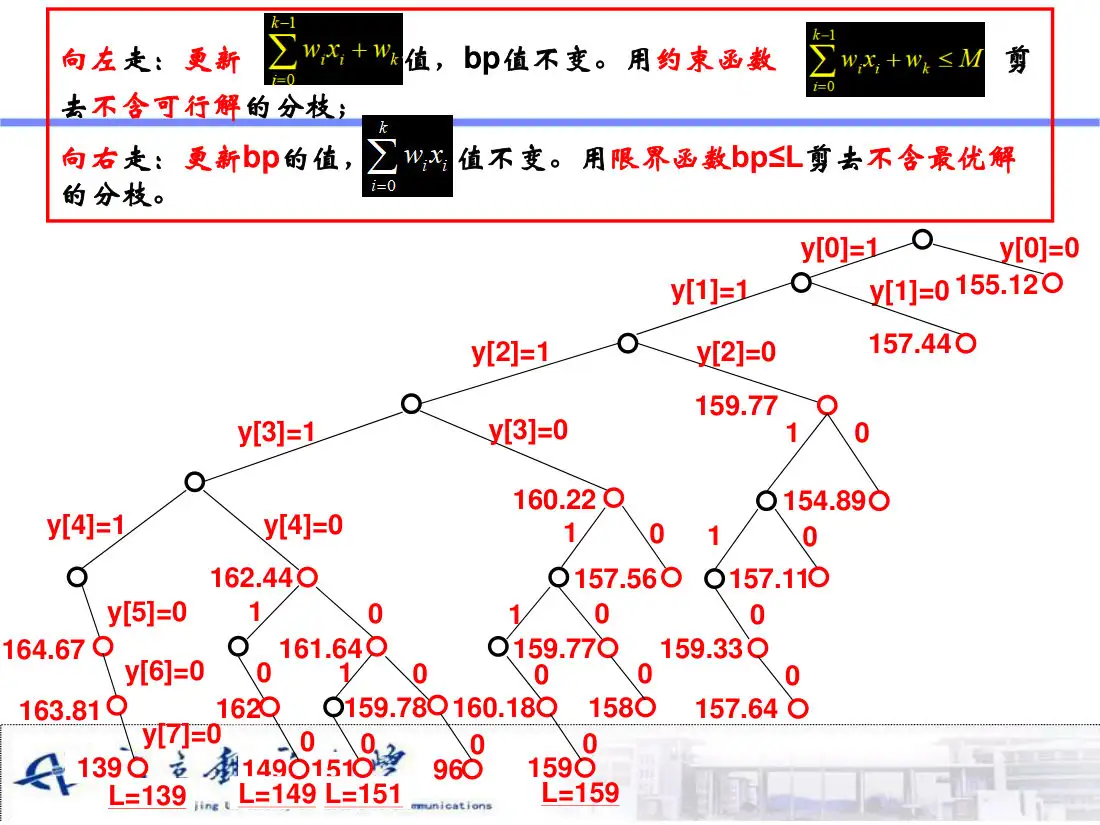 向左走：更新 $\sum_{i=0}^{k-1} w_i x_i + w_k$ 值，bp值不变。用约束函数 $\sum_{i=0}^{k-1} w_i x_i + w_k \leq M$ 剪
去不含可行解的分枝；
向右走：更新bp的值，$\sum_{i=0}^{k} w_i x_i$ 值不变。用限界函数bp≤L剪去不含最优解
的分枝。
y[0]=1 y[0]=0
y[1]=1 y[1]=0 155.12
y[2]=1 y[2]=0 157.44
y[3]=1 y[3]=0 159.77
1 0
y[4]=1 y[4]=0 160.22 154.89
1 0 1 0
162.44 157.56 157.11
y[5]=0 1 0 1 0 0
164.67 161.64 159.77 159.33
y[6]=0 0 1 0 0 0 0
163.81 162 159.78 160.18 158 157.64
y[7]=0 0 0 0 0
139 149 151 96 159
L=139 L=149 L=151 L=159
mmunications